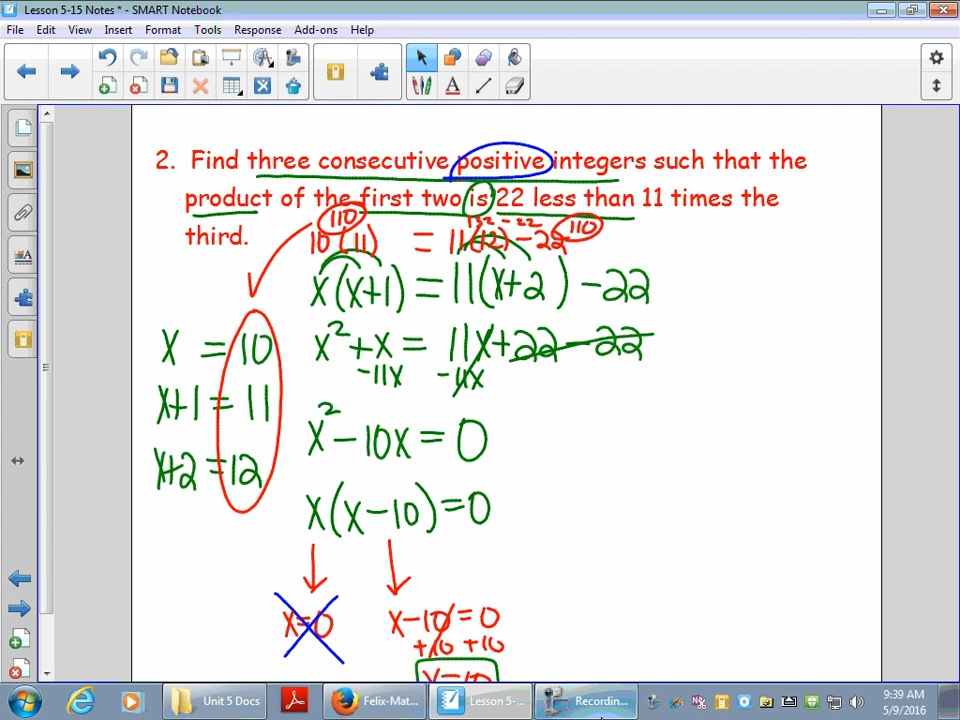 Lesson 5-15 Notes * - SMART Notebook
File Edit View Insert Format Tools Response Add-ons Help
2. Find three consecutive positive integers such that the
product of the first two is 22 less than 11 times the
third.
110
132 - 22
110
10(11) = 11(12) - 22
x(x+1) = 11(x+2) - 22
x = 10
x² + x = 11x + 22 - 22
-11x -11x
x+1 = 11
x² - 10x = 0
x+2 = 12
x(x-10) = 0
x=0
x-10 = 0
+10 +10
x=10
Unit 5 Docs
Felix-Mat...
Lesson 5-...
Recordin...
9:39 AM
5/9/2016